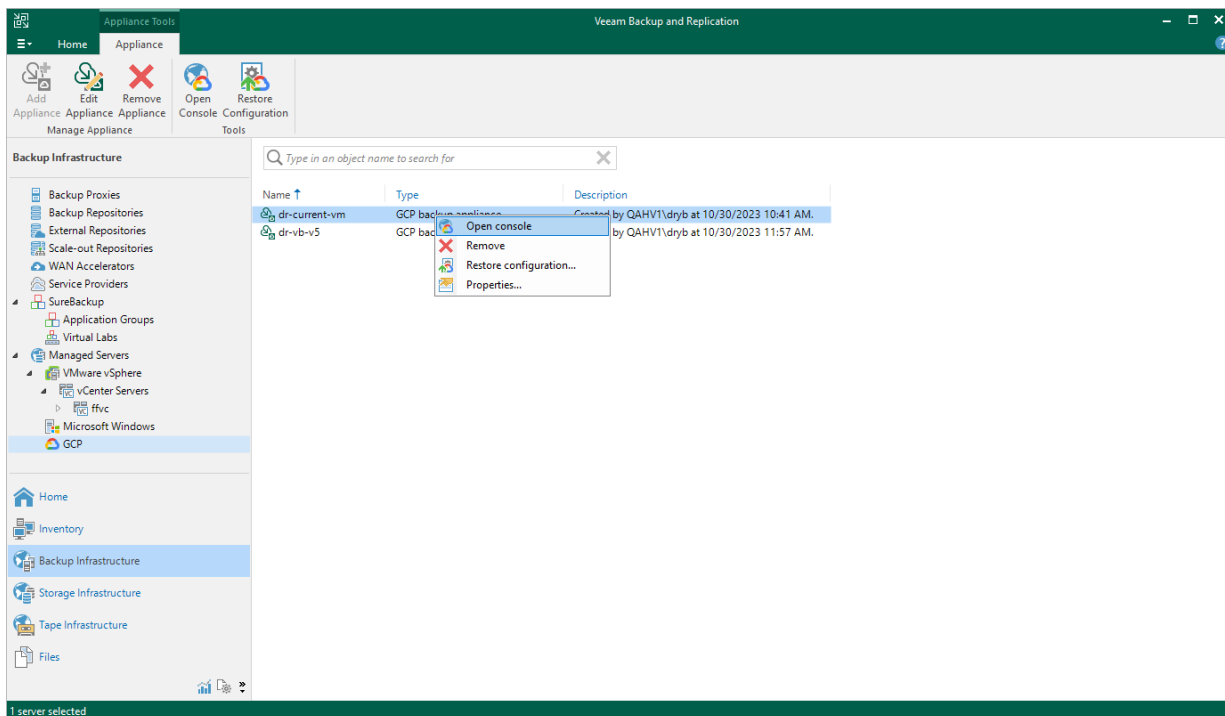 Appliance Tools
Veeam Backup and Replication
Home Appliance
Add Appliance
Edit Appliance
Remove Appliance
Open Console
Restore Configuration
Manage Appliance
Tools
Backup Infrastructure
Type in an object name to search for
Backup Proxies
Backup Repositories
External Repositories
Scale-out Repositories
WAN Accelerators
Service Providers
SureBackup
Application Groups
Virtual Labs
Managed Servers
VMware vSphere
vCenter Servers
ffvc
Microsoft Windows
GCP
Name Type Description
dr-current-vm GCP backup appliance Created by QAHV1\dryb at 10/30/2023 10:41 AM.
dr-vb-v5 GCP bac by QAHV1\dryb at 10/30/2023 11:57 AM.
Open console
Remove
Restore configuration...
Properties...
Home
Inventory
Backup Infrastructure
Storage Infrastructure
Tape Infrastructure
Files
1 server selected